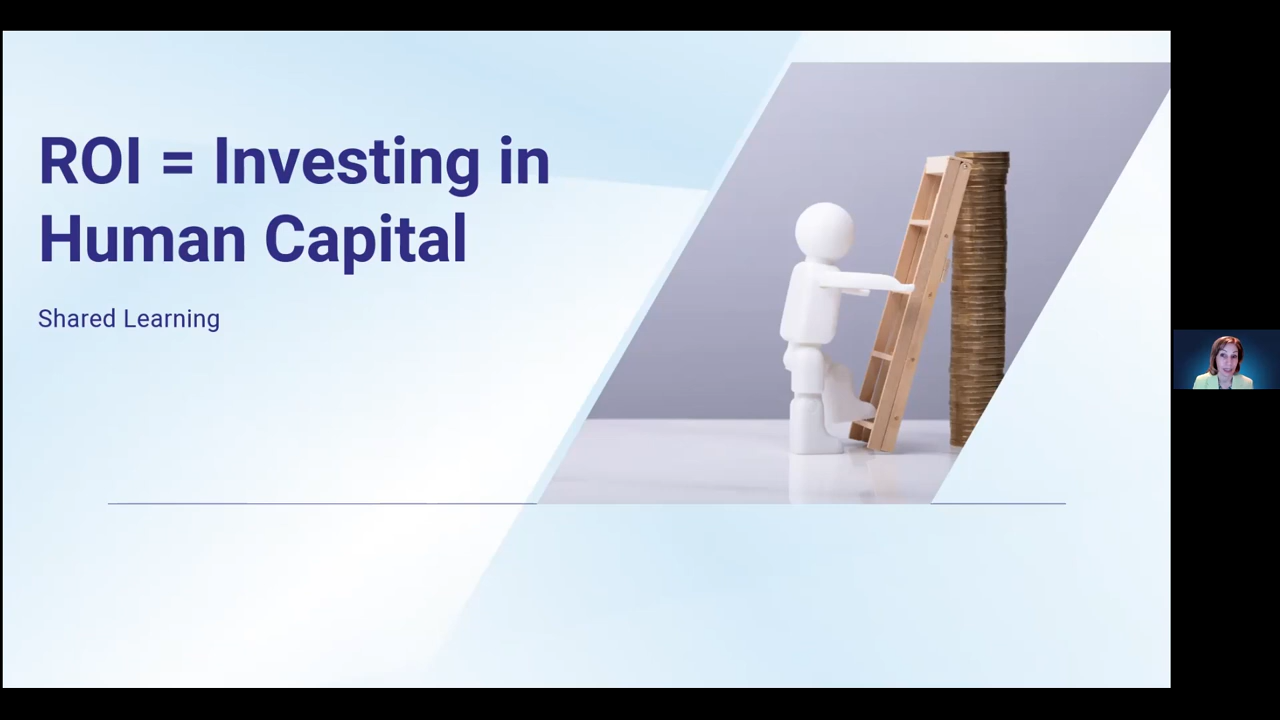 ROI = Investing in
Human Capital
Shared Learning